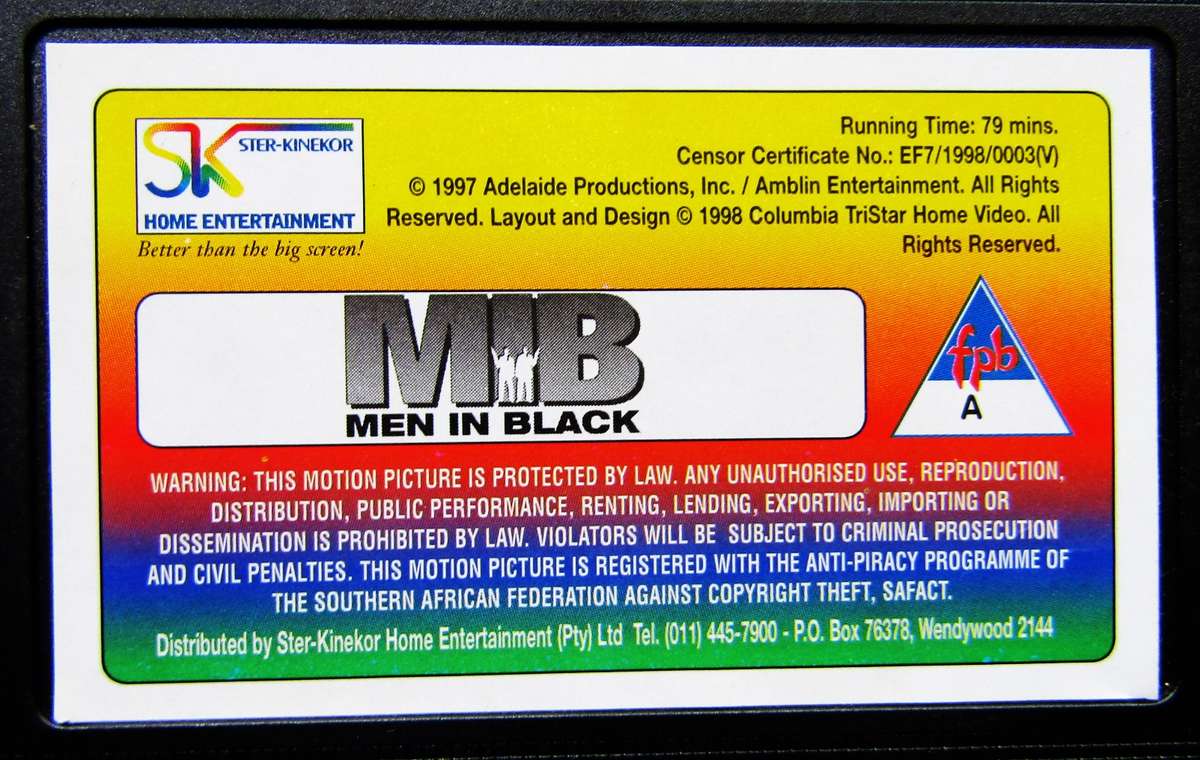 SK STER-KINEKOR
HOME ENTERTAINMENT
Better than the big screen!
Running Time: 79 mins.
Censor Certificate No.: EF7/1998/0003(V)
© 1997 Adelaide Productions, Inc. / Amblin Entertainment. All Rights
Reserved. Layout and Design © 1998 Columbia TriStar Home Video. All
Rights Reserved.
MIB
MEN IN BLACK
fpb
A
WARNING: THIS MOTION PICTURE IS PROTECTED BY LAW. ANY UNAUTHORISED USE, REPRODUCTION,
DISTRIBUTION, PUBLIC PERFORMANCE, RENTING, LENDING, EXPORTING, IMPORTING OR
DISSEMINATION IS PROHIBITED BY LAW. VIOLATORS WILL BE SUBJECT TO CRIMINAL PROSECUTION
AND CIVIL PENALTIES. THIS MOTION PICTURE IS REGISTERED WITH THE ANTI-PIRACY PROGRAMME OF
THE SOUTHERN AFRICAN FEDERATION AGAINST COPYRIGHT THEFT, SAFACT.
Distributed by Ster-Kinekor Home Entertainment (Pty) Ltd Tel. (011) 445-7900 - P.O. Box 76378, Wendywood 2144